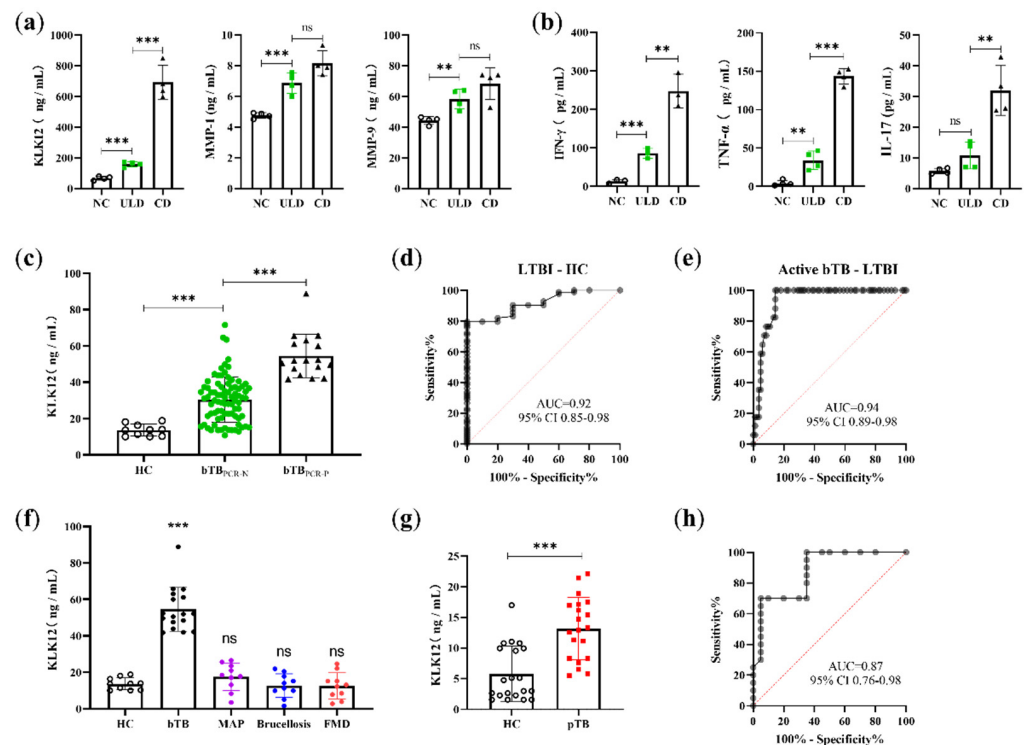 (a)
KLKI2 ( ng / mL)
1000
800
600
400
200
0
***
***
NC ULD CD
MMP-1 (ng / mL)
10
8
6
4
2
0
***
ns
NC ULD CD
MMP-9 ( ng / mL)
100
80
60
40
20
0
**
ns
NC ULD CD
(b)
IFN-γ ( pg / mL)
400
300
200
100
0
***
**
NC ULD CD
TNF-α ( pg / mL)
200
150
100
50
0
**
***
NC ULD CD
IL-17 (pg / mL)
50
40
30
20
10
0
ns
**
NC ULD CD
(c)
KLK12 ( ng / mL)
100
80
60
40
20
0
***
***
HC bTBPCR-N bTBPCR-P
(d)
LTBI - HC
Sensitivity%
100
80
60
40
20
0
AUC=0.92
95% CI 0.85-0.98
0 20 40 60 80 100
100% - Specificity%
(e)
Active bTB - LTBI
Sensitivity%
100
80
60
40
20
0
AUC=0.94
95% CI 0.89-0.98
0 20 40 60 80 100
100% - Specificity%
(f)
KLK12 ( ng / mL)
100
80
60
40
20
0
***
ns
ns
ns
HC bTB MAP Brucellosis FMD
(g)
KLK12 ( ng / mL)
25
20
15
10
5
0
***
HC pTB
(h)
Sensitivity%
100
80
60
40
20
0
AUC=0.87
95% CI 0.76-0.98
0 20 40 60 80 100
100% - Specificity%